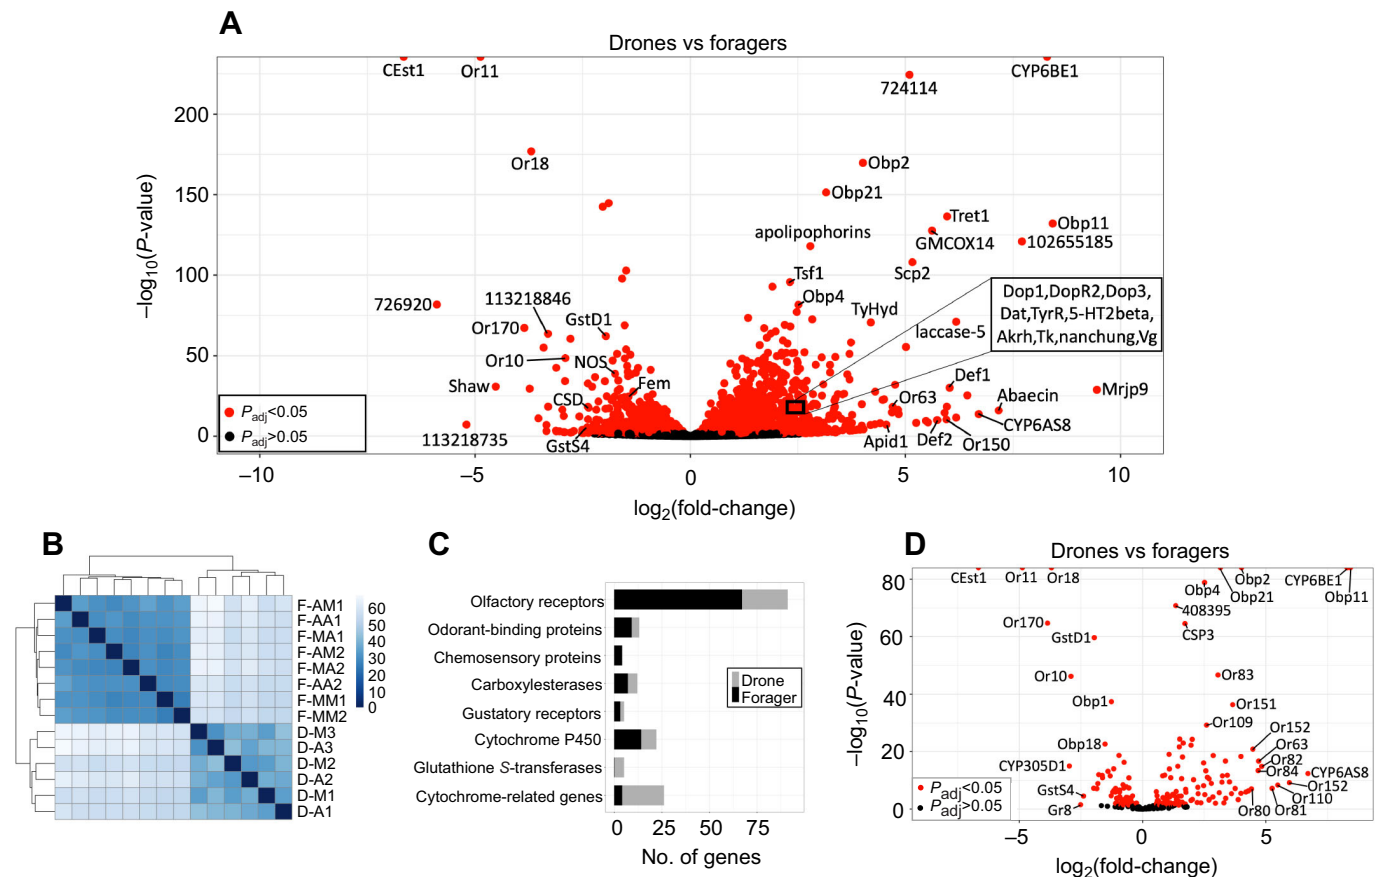 A
Drones vs foragers
CEst1
Or11
CYP6BE1
724114
Or18
Obp2
Obp21
Tret1
Obp11
GMCOX14
102655185
apolipophorins
Scp2
Tsf1
Obp4
TyHyd
laccase-5
726920
113218846
Or170
GstD1
Or10
NOS
Shaw
Fem
CSD
GstS4
113218735
Dop1,DopR2,Dop3,
Dat,TyrR,5-HT2beta,
Akrh,Tk,nanchung,Vg
Def1
Abaecin
Mrjp9
Or63
CYP6AS8
Apid1
Def2
Or150
Padj<0.05
Padj>0.05
200
150
100
50
0
–log10(P-value)
–10
–5
0
5
10
log2(fold-change)
B
F-AM1
F-AA1
F-MA1
F-AM2
F-MA2
F-AA2
F-MM1
F-MM2
D-M3
D-A3
D-M2
D-A2
D-M1
D-A1
60
50
40
30
20
10
0
C
Olfactory receptors
Odorant-binding proteins
Chemosensory proteins
Carboxylesterases
Gustatory receptors
Cytochrome P450
Glutathione S-transferases
Cytochrome-related genes
Drone
Forager
0
25
50
75
No. of genes
D
Drones vs foragers
CEst1
Or11
Or18
Obp4
Obp2
Obp21
CYP6BE1
Obp11
408395
CSP3
Or170
GstD1
Or10
Or83
Obp1
Or151
Or109
Or152
Obp18
Or63
Or82
CYP305D1
Or84
CYP6AS8
Or152
GstS4
Or110
Gr8
Or80
Or81
Padj<0.05
Padj>0.05
80
60
40
20
0
–log10(P-value)
–5
0
5
log2(fold-change)